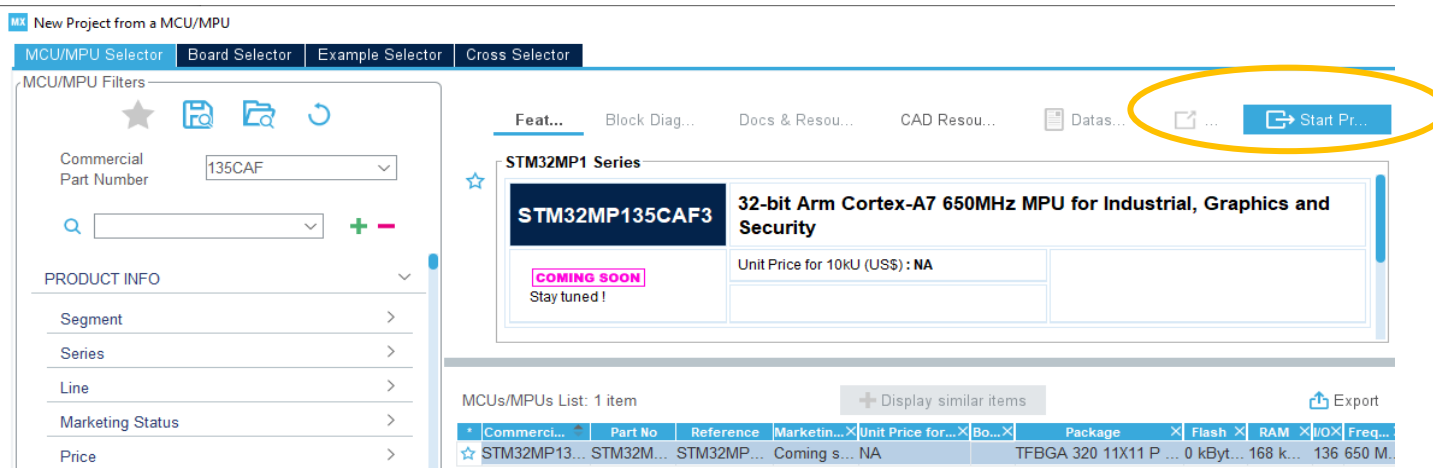 MX New Project from a MCU/MPU
MCU/MPU Selector Board Selector Example Selector Cross Selector
MCU/MPU Filters
Feat... Block Diag... Docs & Resou... CAD Resou... Datas... ... Start Pr...
Commercial
Part Number
135CAF
STM32MP1 Series
STM32MP135CAF3
32-bit Arm Cortex-A7 650MHz MPU for Industrial, Graphics and
Security
COMING SOON
Stay tuned !
Unit Price for 10kU (US$) : NA
PRODUCT INFO
Segment
Series
Line
Marketing Status
Price
MCUs/MPUs List: 1 item
Display similar items
Export
* Commerci... Part No Reference Marketin... Unit Price for... Bo... Package Flash RAM I/O Freq...
STM32MP13... STM32M... STM32MP... Coming s... NA TFBGA 320 11X11 P ... 0 kByt... 168 k... 136 650 M...